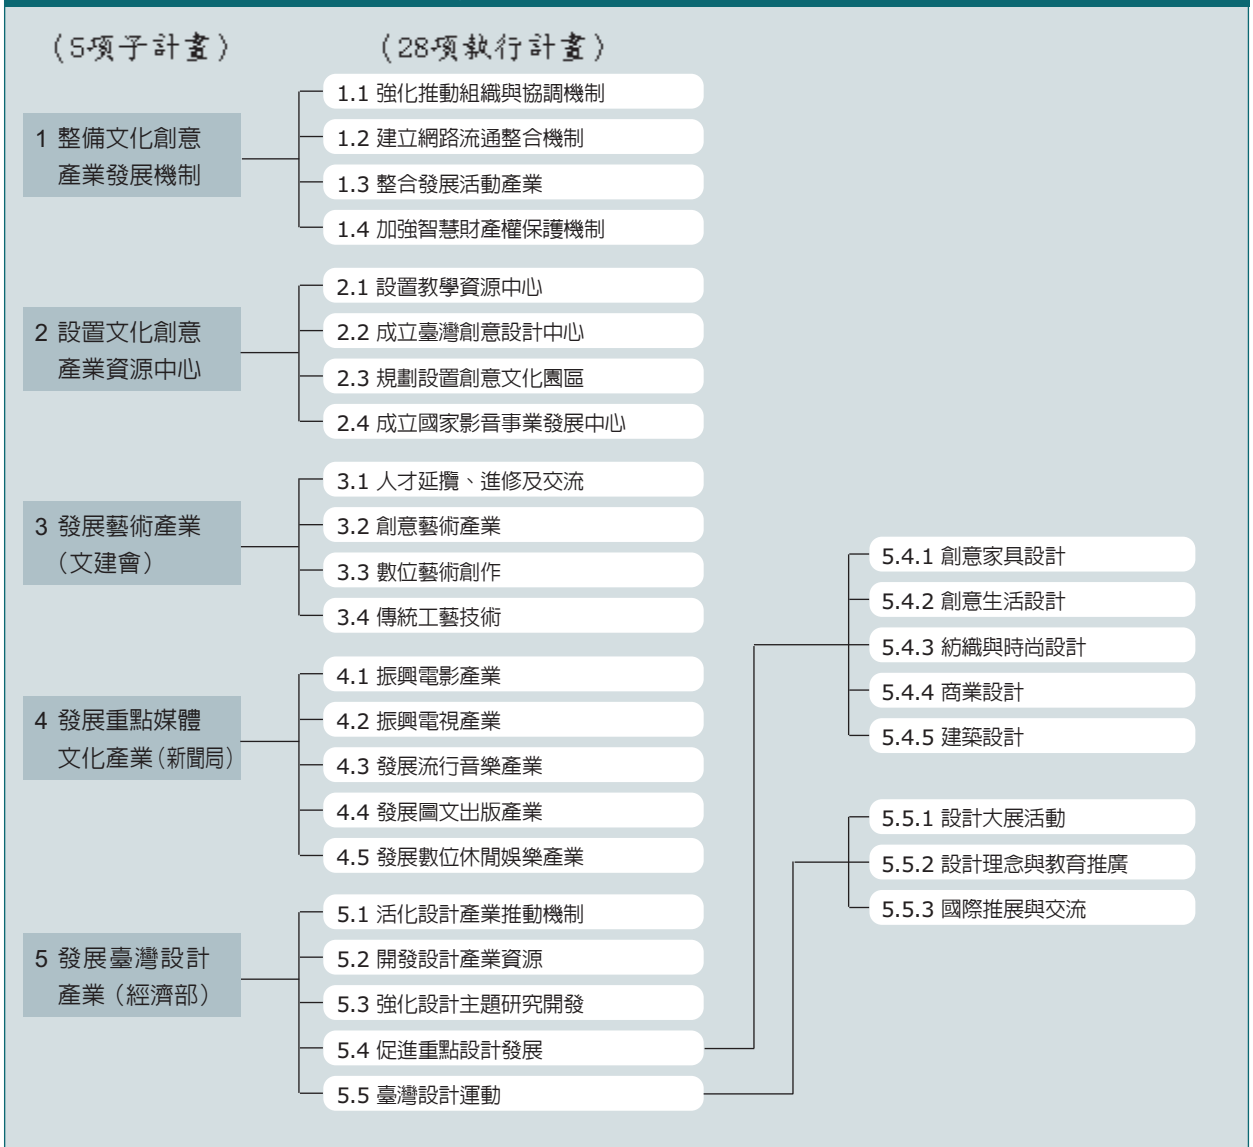 （5項子計畫）
（28項執行計畫）
1 整備文化創意
產業發展機制
1.1 強化推動組織與協調機制
1.2 建立網路流通整合機制
1.3 整合發展活動產業
1.4 加強智慧財產權保護機制
2 設置文化創意
產業資源中心
2.1 設置教學資源中心
2.2 成立臺灣創意設計中心
2.3 規劃設置創意文化園區
2.4 成立國家影音事業發展中心
3 發展藝術產業
（文建會）
3.1 人才延攬、進修及交流
3.2 創意藝術產業
3.3 數位藝術創作
3.4 傳統工藝技術
4 發展重點媒體
文化產業（新聞局）
4.1 振興電影產業
4.2 振興電視產業
4.3 發展流行音樂產業
4.4 發展圖文出版產業
4.5 發展數位休閒娛樂產業
5 發展臺灣設計
產業（經濟部）
5.1 活化設計產業推動機制
5.2 開發設計產業資源
5.3 強化設計主題研究開發
5.4 促進重點設計發展
5.5 臺灣設計運動
5.4.1 創意家具設計
5.4.2 創意生活設計
5.4.3 紡織與時尚設計
5.4.4 商業設計
5.4.5 建築設計
5.5.1 設計大展活動
5.5.2 設計理念與教育推廣
5.5.3 國際推展與交流